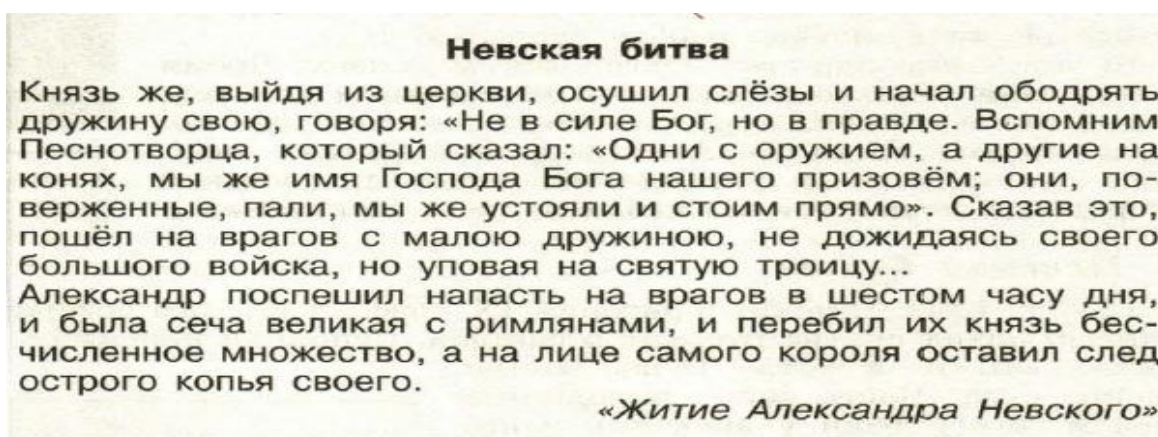 Невская битва
Князь же, выйдя из церкви, осушил слёзы и начал ободрять
дружину свою, говоря: «Не в силе Бог, но в правде. Вспомним
Песнотворца, который сказал: «Одни с оружием, а другие на
конях, мы же имя Господа Бога нашего призовём; они, по-
верженные, пали, мы же устояли и стоим прямо». Сказав это,
пошёл на врагов с малою дружиною, не дожидаясь своего
большого войска, но уповая на святую троицу...
Александр поспешил напасть на врагов в шестом часу дня,
и была сеча великая с римлянами, и перебил их князь бес-
численное множество, а на лице самого короля оставил след
острого копья своего.
«Житие Александра Невского»